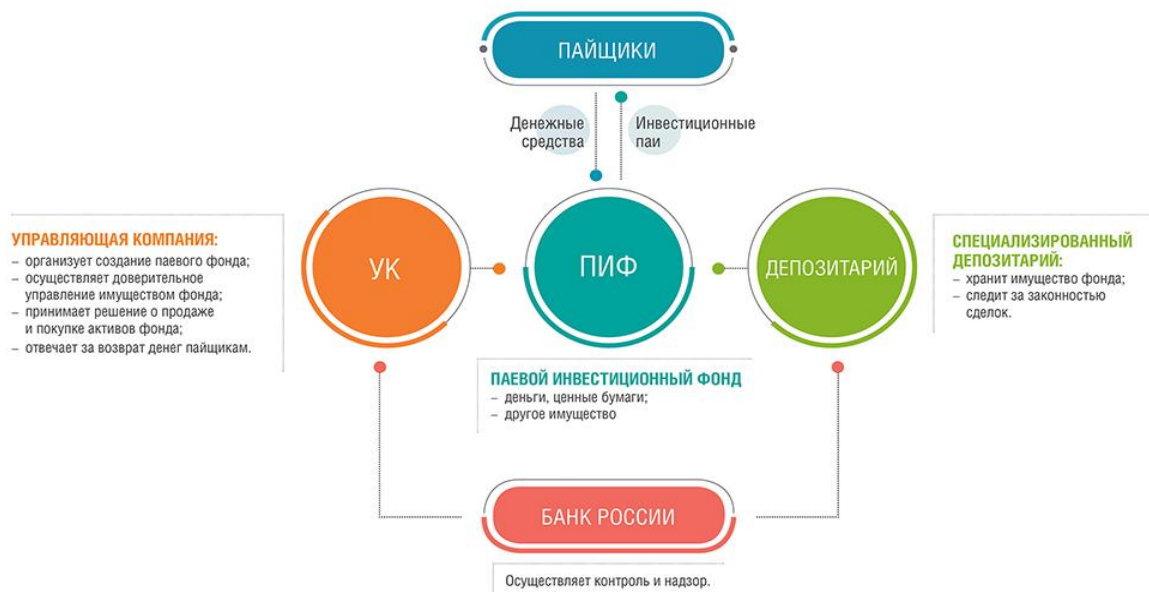 ПАЙЩИКИ
Денежные
средства
Инвестиционные
паи
УПРАВЛЯЮЩАЯ КОМПАНИЯ:
– организует создание паевого фонда;
– осуществляет доверительное
управление имуществом фонда;
– принимает решение о продаже
и покупке активов фонда;
– отвечает за возврат денег пайщикам.
УК
ПИФ
ДЕПОЗИТАРИЙ
СПЕЦИАЛИЗИРОВАННЫЙ
ДЕПОЗИТАРИЙ:
– хранит имущество фонда;
– следит за законностью
сделок.
ПАЕВОЙ ИНВЕСТИЦИОННЫЙ ФОНД
– деньги, ценные бумаги;
– другое имущество
БАНК РОССИИ
Осуществляет контроль и надзор.